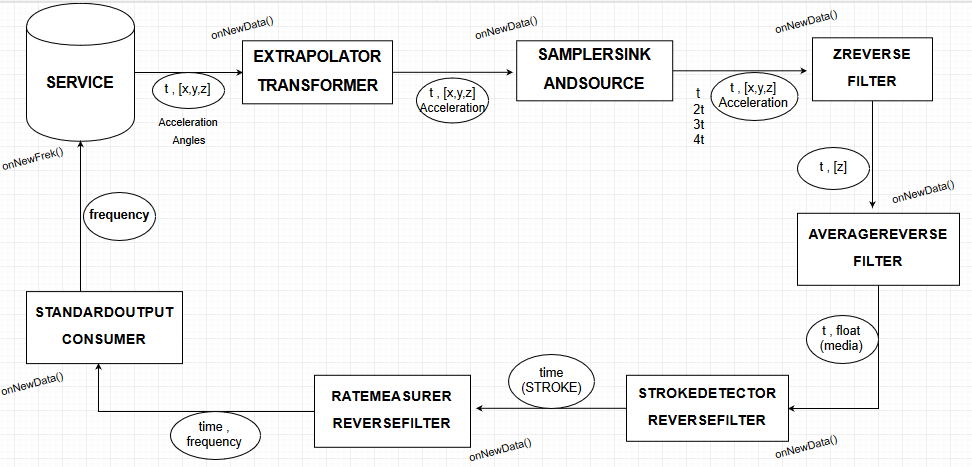 SERVICE
t , [x,y,z]
Acceleration
Angles
onNewData()
EXTRAPOLATOR
TRANSFORMER
t , [x,y,z]
Acceleration
onNewData()
SAMPLERSINK
ANDSOURCE
t
2t
3t
4t
t , [x,y,z]
Acceleration
onNewData()
ZREVERSE
FILTER
t , [z]
onNewData()
AVERAGEREVERSE
FILTER
t , float
(media)
onNewData()
STROKEDETECTOR
REVERSEFILTER
time
(STROKE)
onNewData()
RATEMEASURER
REVERSEFILTER
time ,
frequency
onNewData()
STANDARDOUTPUT
CONSUMER
frequency
onNewFrek()